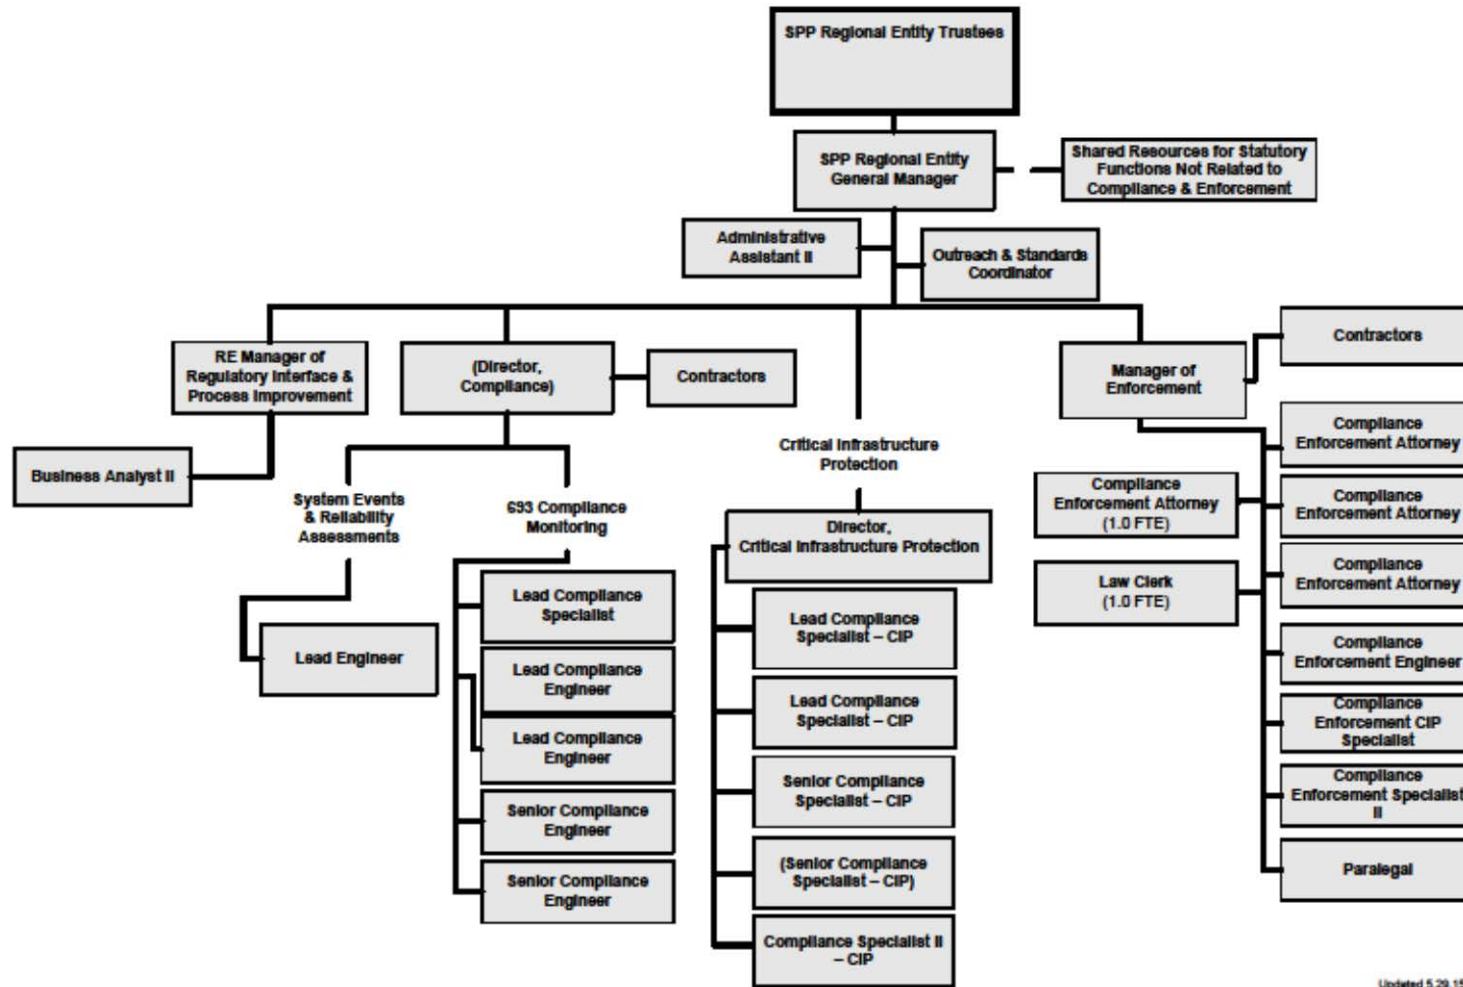 SPP Regional Entity Trustees
SPP Regional Entity
General Manager
Shared Resources for Statutory
Functions Not Related to
Compliance & Enforcement
Administrative
Assistant II
Outreach & Standards
Coordinator
RE Manager of
Regulatory Interface &
Process Improvement
(Director,
Compliance)
Contractors
Manager of
Enforcement
Contractors
Business Analyst II
System Events
& Reliability
Assessments
Lead Engineer
693 Compliance
Monitoring
Lead Compliance
Specialist
Lead Compliance
Engineer
Lead Compliance
Engineer
Senior Compliance
Engineer
Senior Compliance
Engineer
Critical Infrastructure
Protection
Director,
Critical Infrastructure Protection
Lead Compliance
Specialist – CIP
Lead Compliance
Specialist – CIP
Senior Compliance
Specialist – CIP
(Senior Compliance
Specialist – CIP)
Compliance Specialist II
– CIP
Compliance
Enforcement Attorney
(1.0 FTE)
Law Clerk
(1.0 FTE)
Compliance
Enforcement Attorney
Compliance
Enforcement Attorney
Compliance
Enforcement Attorney
Compliance
Enforcement Engineer
Compliance
Enforcement CIP
Specialist
Compliance
Enforcement Specialist
II
Paralegal
Updated 5.29.15